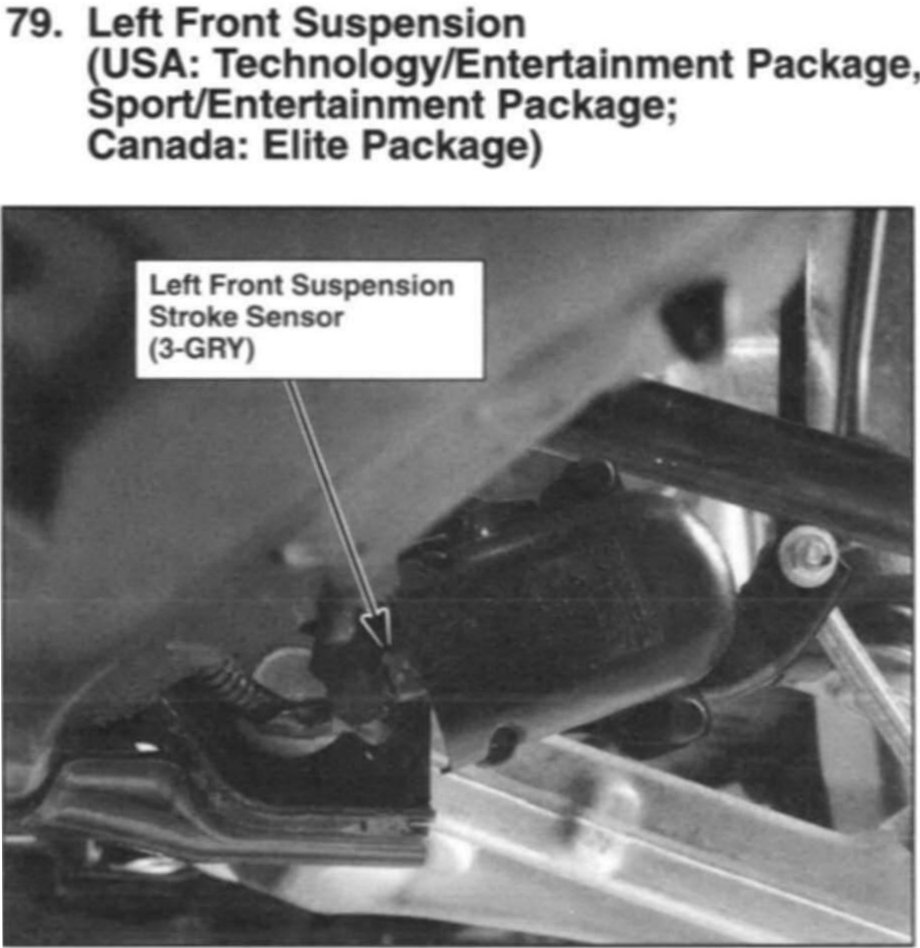 79. Left Front Suspension
(USA: Technology/Entertainment Package,
Sport/Entertainment Package;
Canada: Elite Package)
Left Front Suspension
Stroke Sensor
(3-GRY)